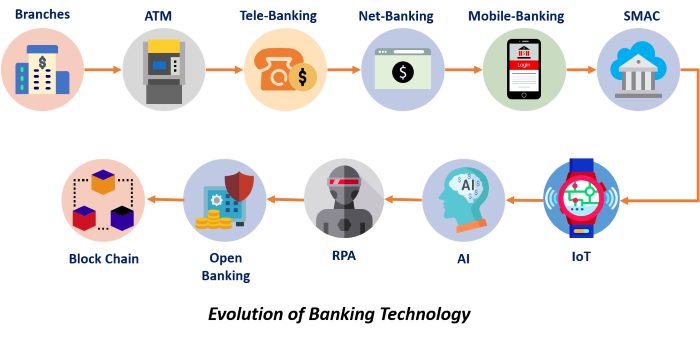 Branches
ATM
Tele-Banking
Net-Banking
Mobile-Banking
SMAC
$
$
$
Login
Block Chain
Open
Banking
RPA
AI
AI
IoT
Evolution of Banking Technology